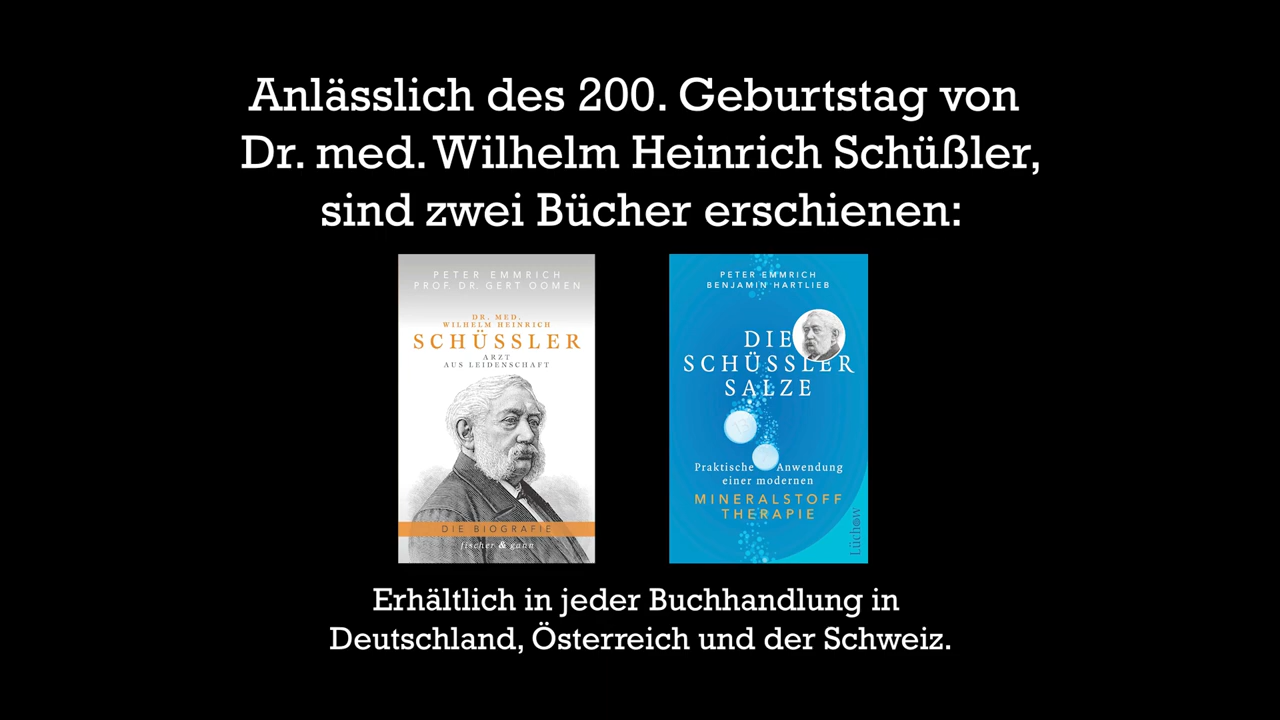 Anlässlich des 200. Geburtstag von
Dr. med. Wilhelm Heinrich Schüßler,
sind zwei Bücher erschienen:
PETER EMMRICH
PROF. DR. GERT OOMEN
DR. MED.
WILHELM HEINRICH
SCHÜSSLER
ARZT
AUS LEIDENSCHAFT
DIE BIOGRAFIE
fischer & gann
PETER EMMRICH
BENJAMIN HARTLIEB
DIE
SCHÜSSLER
SALZE
Praktische Anwendung
einer modernen
MINERALSTOFF
THERAPIE
Lüchow
Erhältlich in jeder Buchhandlung in
Deutschland, Österreich und der Schweiz.